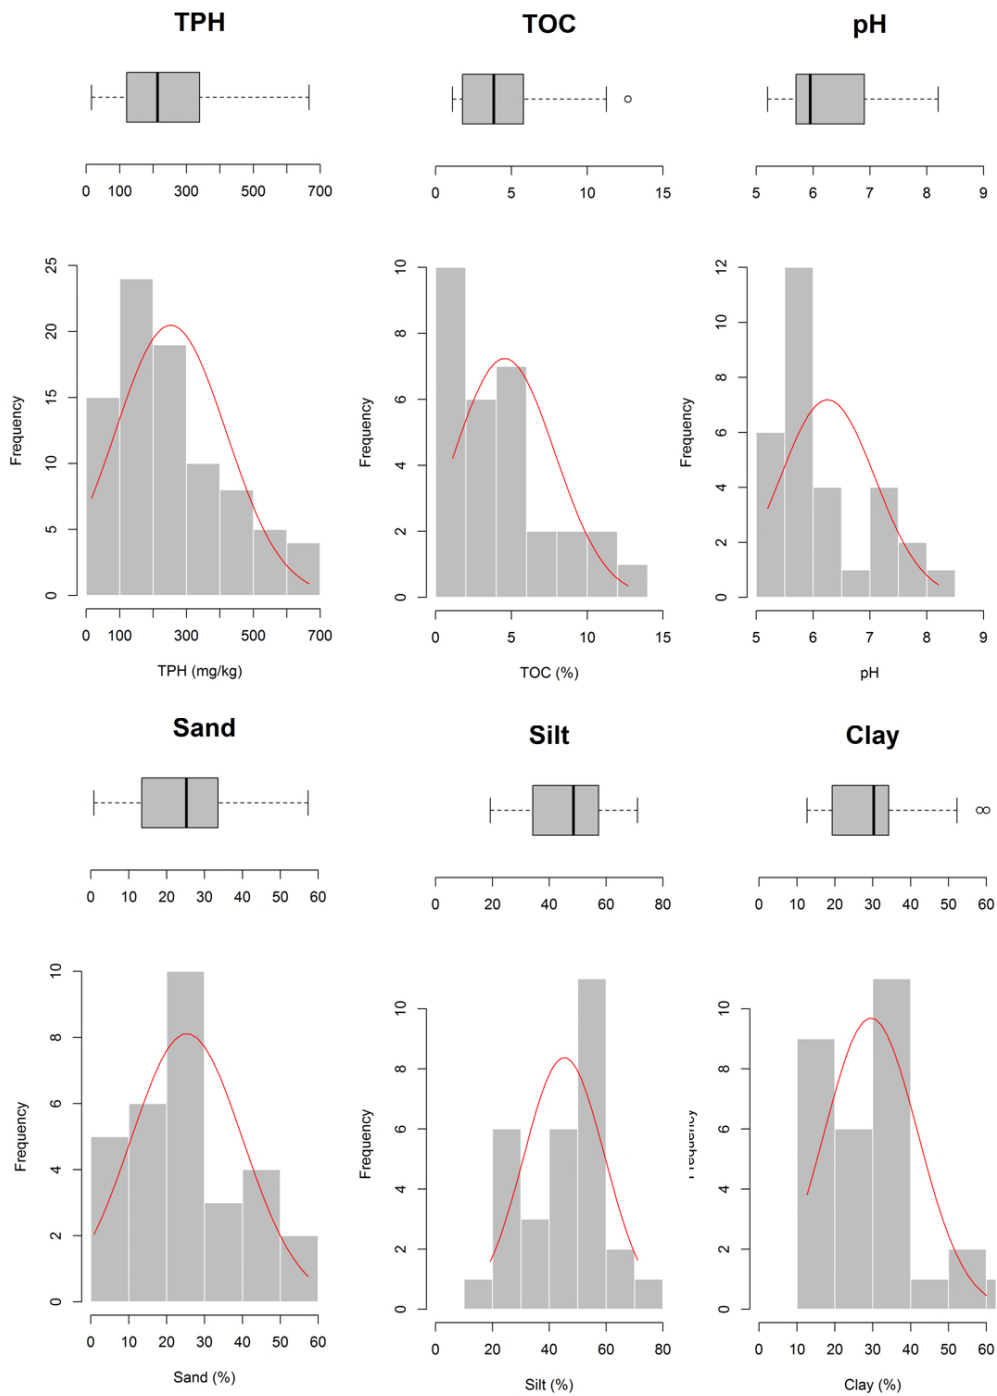 TPH TOC pH
0 100 300 500 700
0 5 10 15
5 6 7 8 9
Frequency
0 5 10 15 20 25
0 100 300 500 700
TPH (mg/kg)
Frequency
0 2 4 6 8 10
0 5 10 15
TOC (%)
Frequency
0 2 4 6 8 10 12
5 6 7 8 9
pH
Sand Silt Clay
0 10 20 30 40 50 60
0 20 40 60 80
0 10 20 30 40 50 60
Frequency
0 2 4 6 8 10
0 10 20 30 40 50 60
Sand (%)
Frequency
0 2 4 6 8 10
0 20 40 60 80
Silt (%)
Frequency
0 2 4 6 8 10
0 10 20 30 40 50 60
Clay (%)